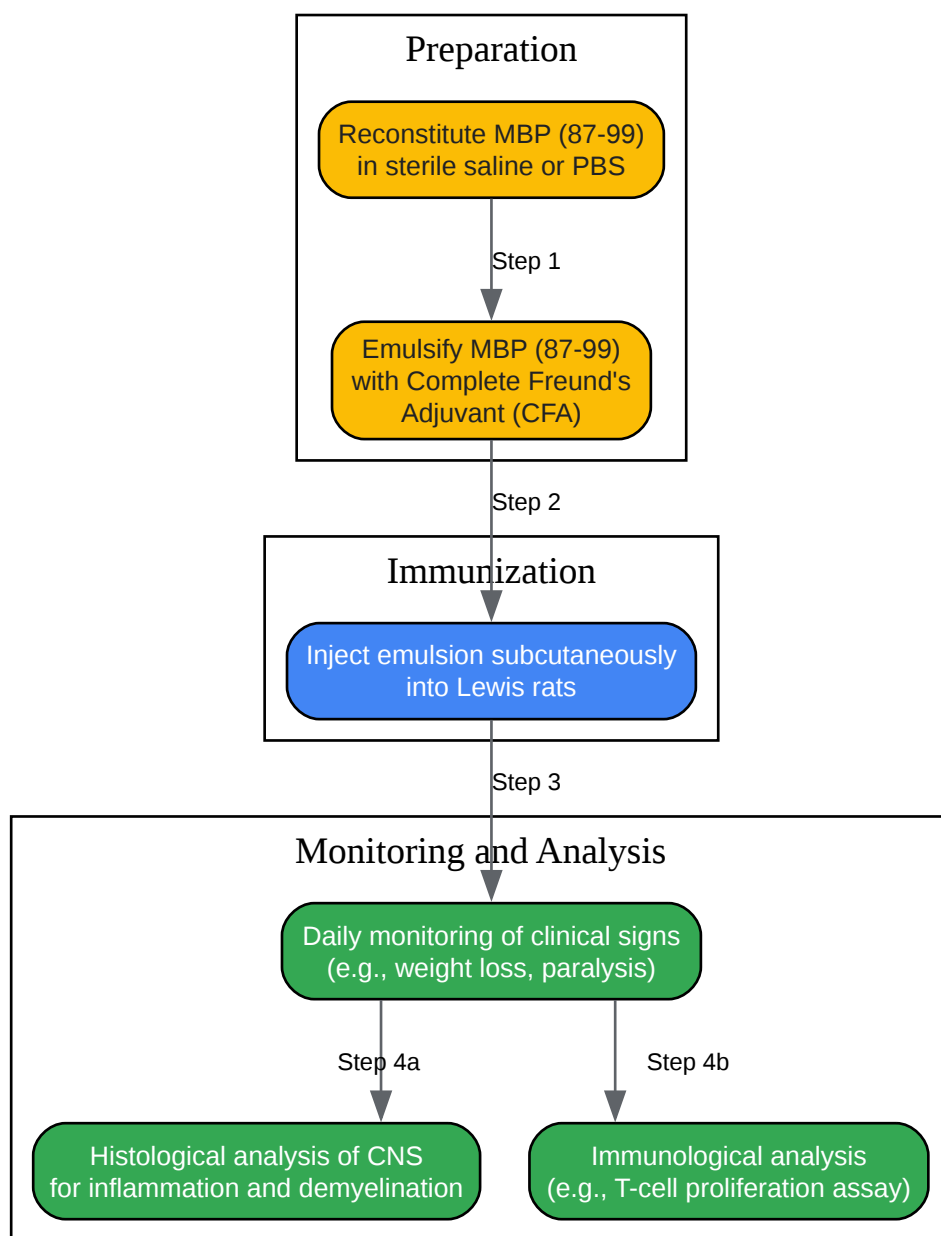 Preparation
Reconstitute MBP (87-99)
in sterile saline or PBS
Step 1
Emulsify MBP (87-99)
with Complete Freund's
Adjuvant (CFA)
Step 2
Immunization
Inject emulsion subcutaneously
into Lewis rats
Step 3
Monitoring and Analysis
Daily monitoring of clinical signs
(e.g., weight loss, paralysis)
Step 4a
Step 4b
Histological analysis of CNS
for inflammation and demyelination
Immunological analysis
(e.g., T-cell proliferation assay)